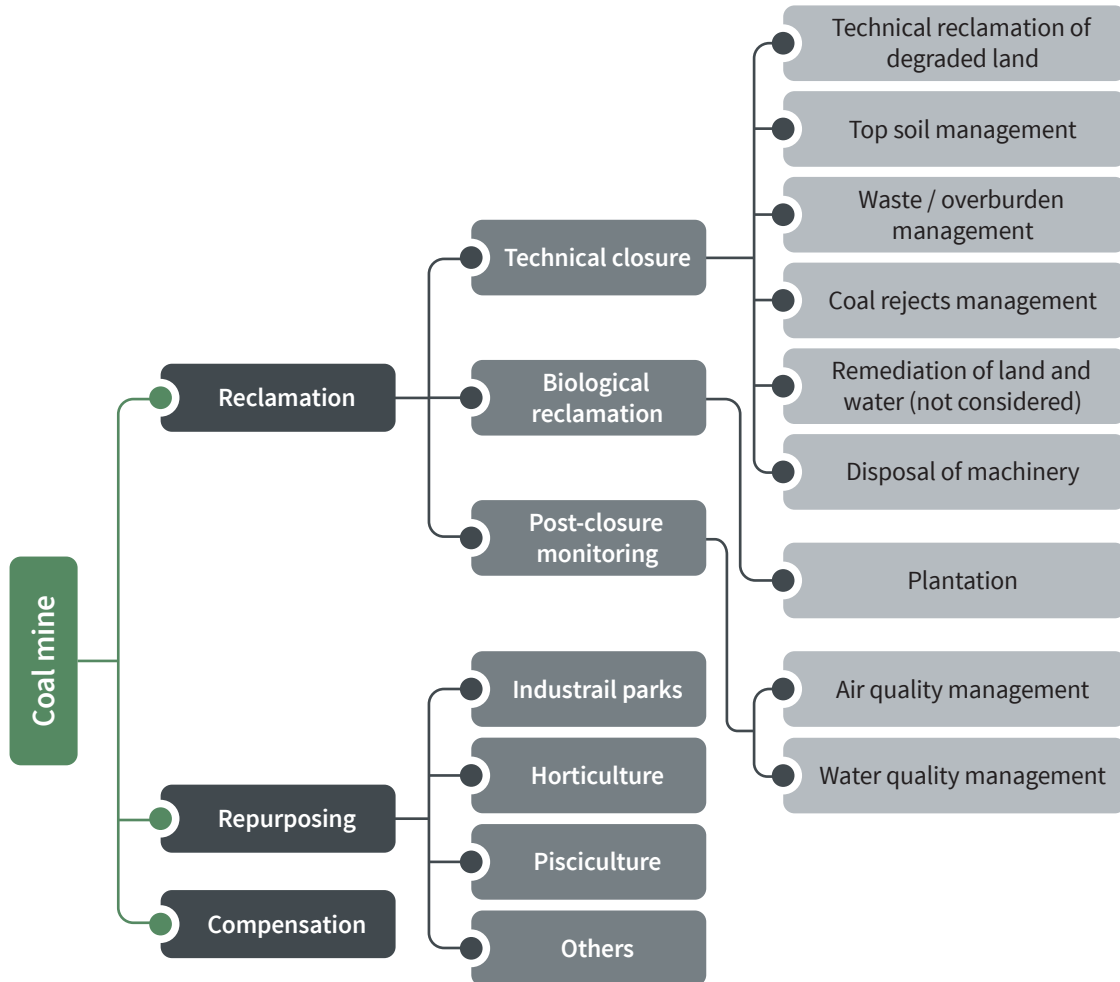 Coal mine
Reclamation
Repurposing
Compensation
Technical closure
Biological
reclamation
Post-closure
monitoring
Industrail parks
Horticulture
Pisciculture
Others
Technical reclamation of
degraded land
Top soil management
Waste / overburden
management
Coal rejects management
Remediation of land and
water (not considered)
Disposal of machinery
Plantation
Air quality management
Water quality management